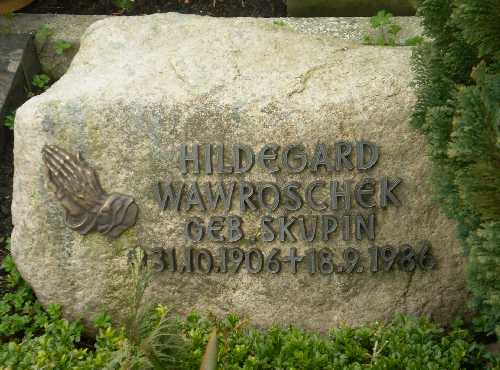 HILDEGARD
WAWROSCHEK
GEB. SKUPIN
*31.10.1906 † 18.9.1986